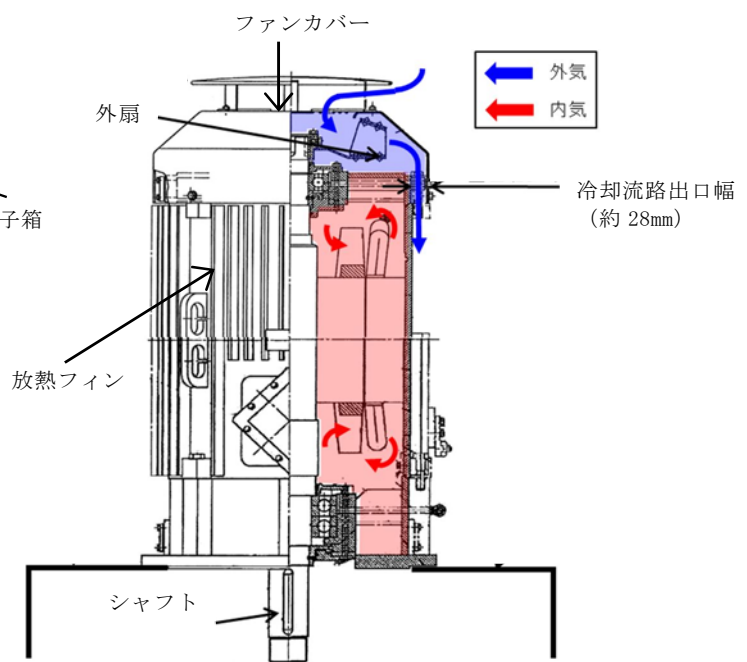 ファンカバー
外気
内気
外扇
冷却流路出口幅
(約 28mm)
子箱
放熱フィン
シャフト